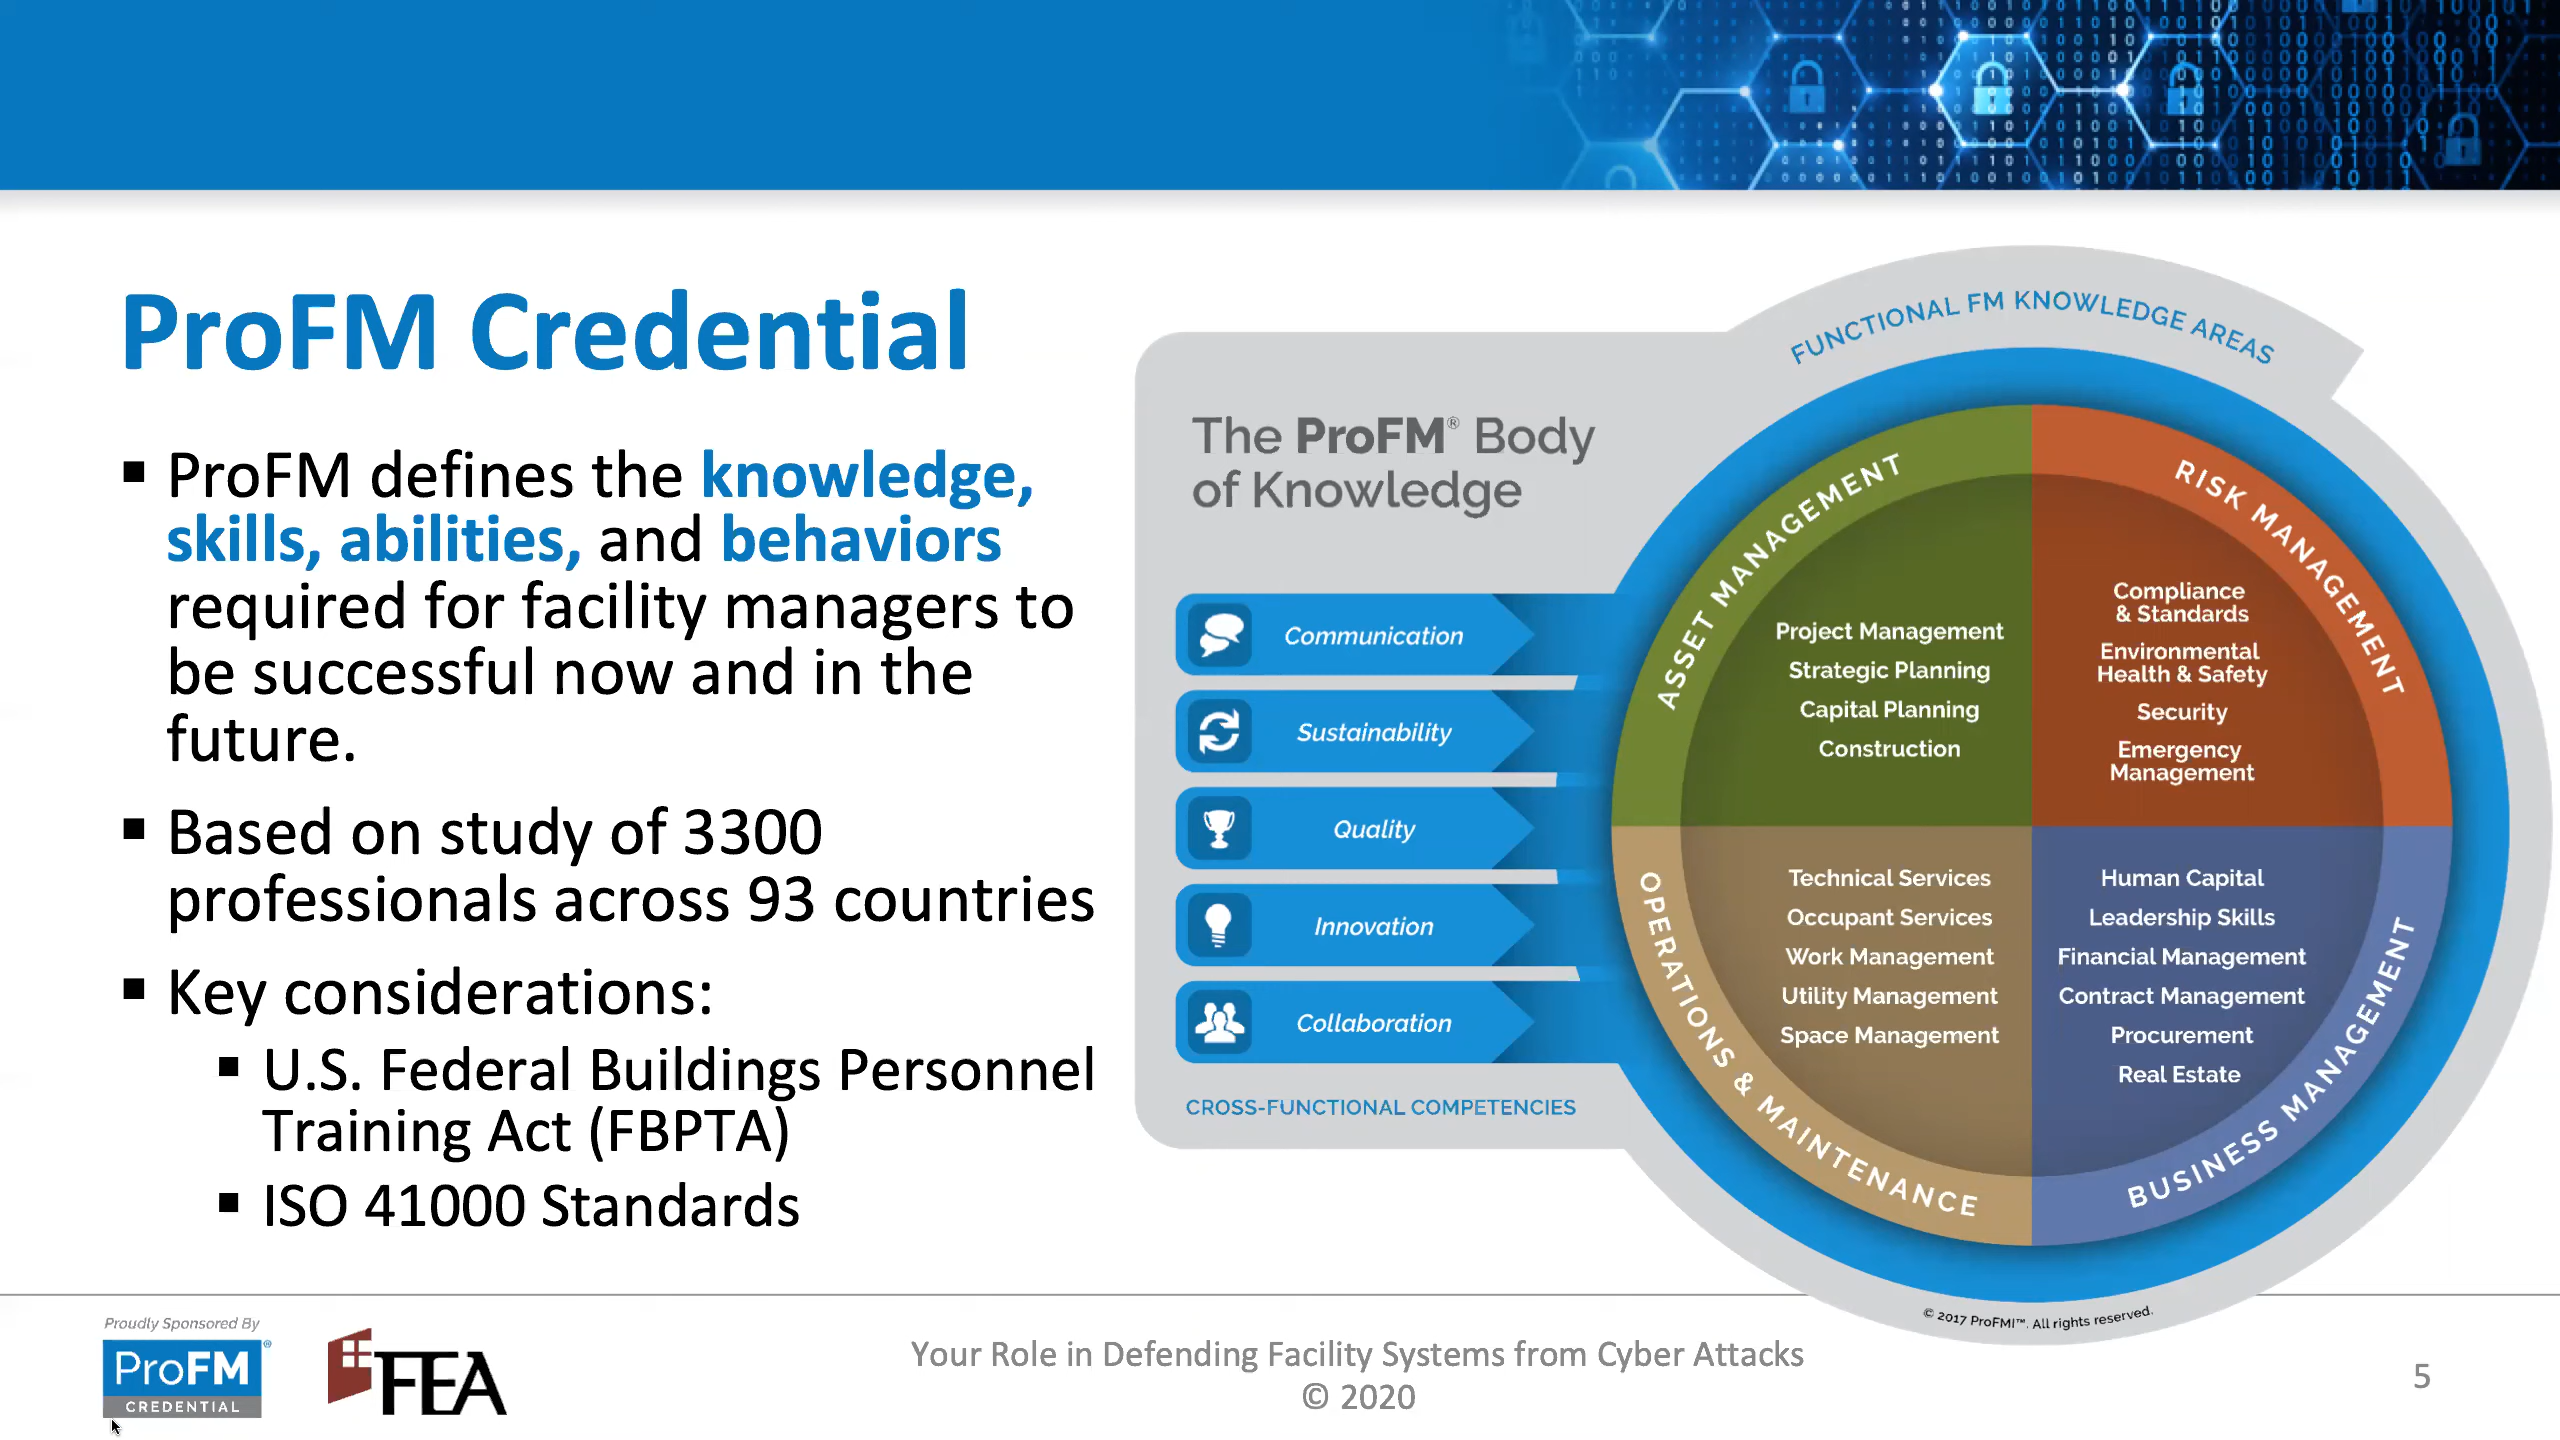 ProFM Credential
▪ ProFM defines the knowledge,
skills, abilities, and behaviors
required for facility managers to
be successful now and in the
future.
▪ Based on study of 3300
professionals across 93 countries
▪ Key considerations:
▪ U.S. Federal Buildings Personnel
Training Act (FBPTA)
▪ ISO 41000 Standards
The ProFM® Body
of Knowledge
Communication
Sustainability
Quality
Innovation
Collaboration
CROSS-FUNCTIONAL COMPETENCIES
FUNCTIONAL FM KNOWLEDGE AREAS
ASSET MANAGEMENT
Project Management
Strategic Planning
Capital Planning
Construction
RISK MANAGEMENT
Compliance
& Standards
Environmental
Health & Safety
Security
Emergency
Management
OPERATIONS & MAINTENANCE
Technical Services
Occupant Services
Work Management
Utility Management
Space Management
BUSINESS MANAGEMENT
Human Capital
Leadership Skills
Financial Management
Contract Management
Procurement
Real Estate
© 2017 ProFMI™. All rights reserved.
Proudly Sponsored By
ProFM®
CREDENTIAL
FEA
Your Role in Defending Facility Systems from Cyber Attacks
© 2020
5